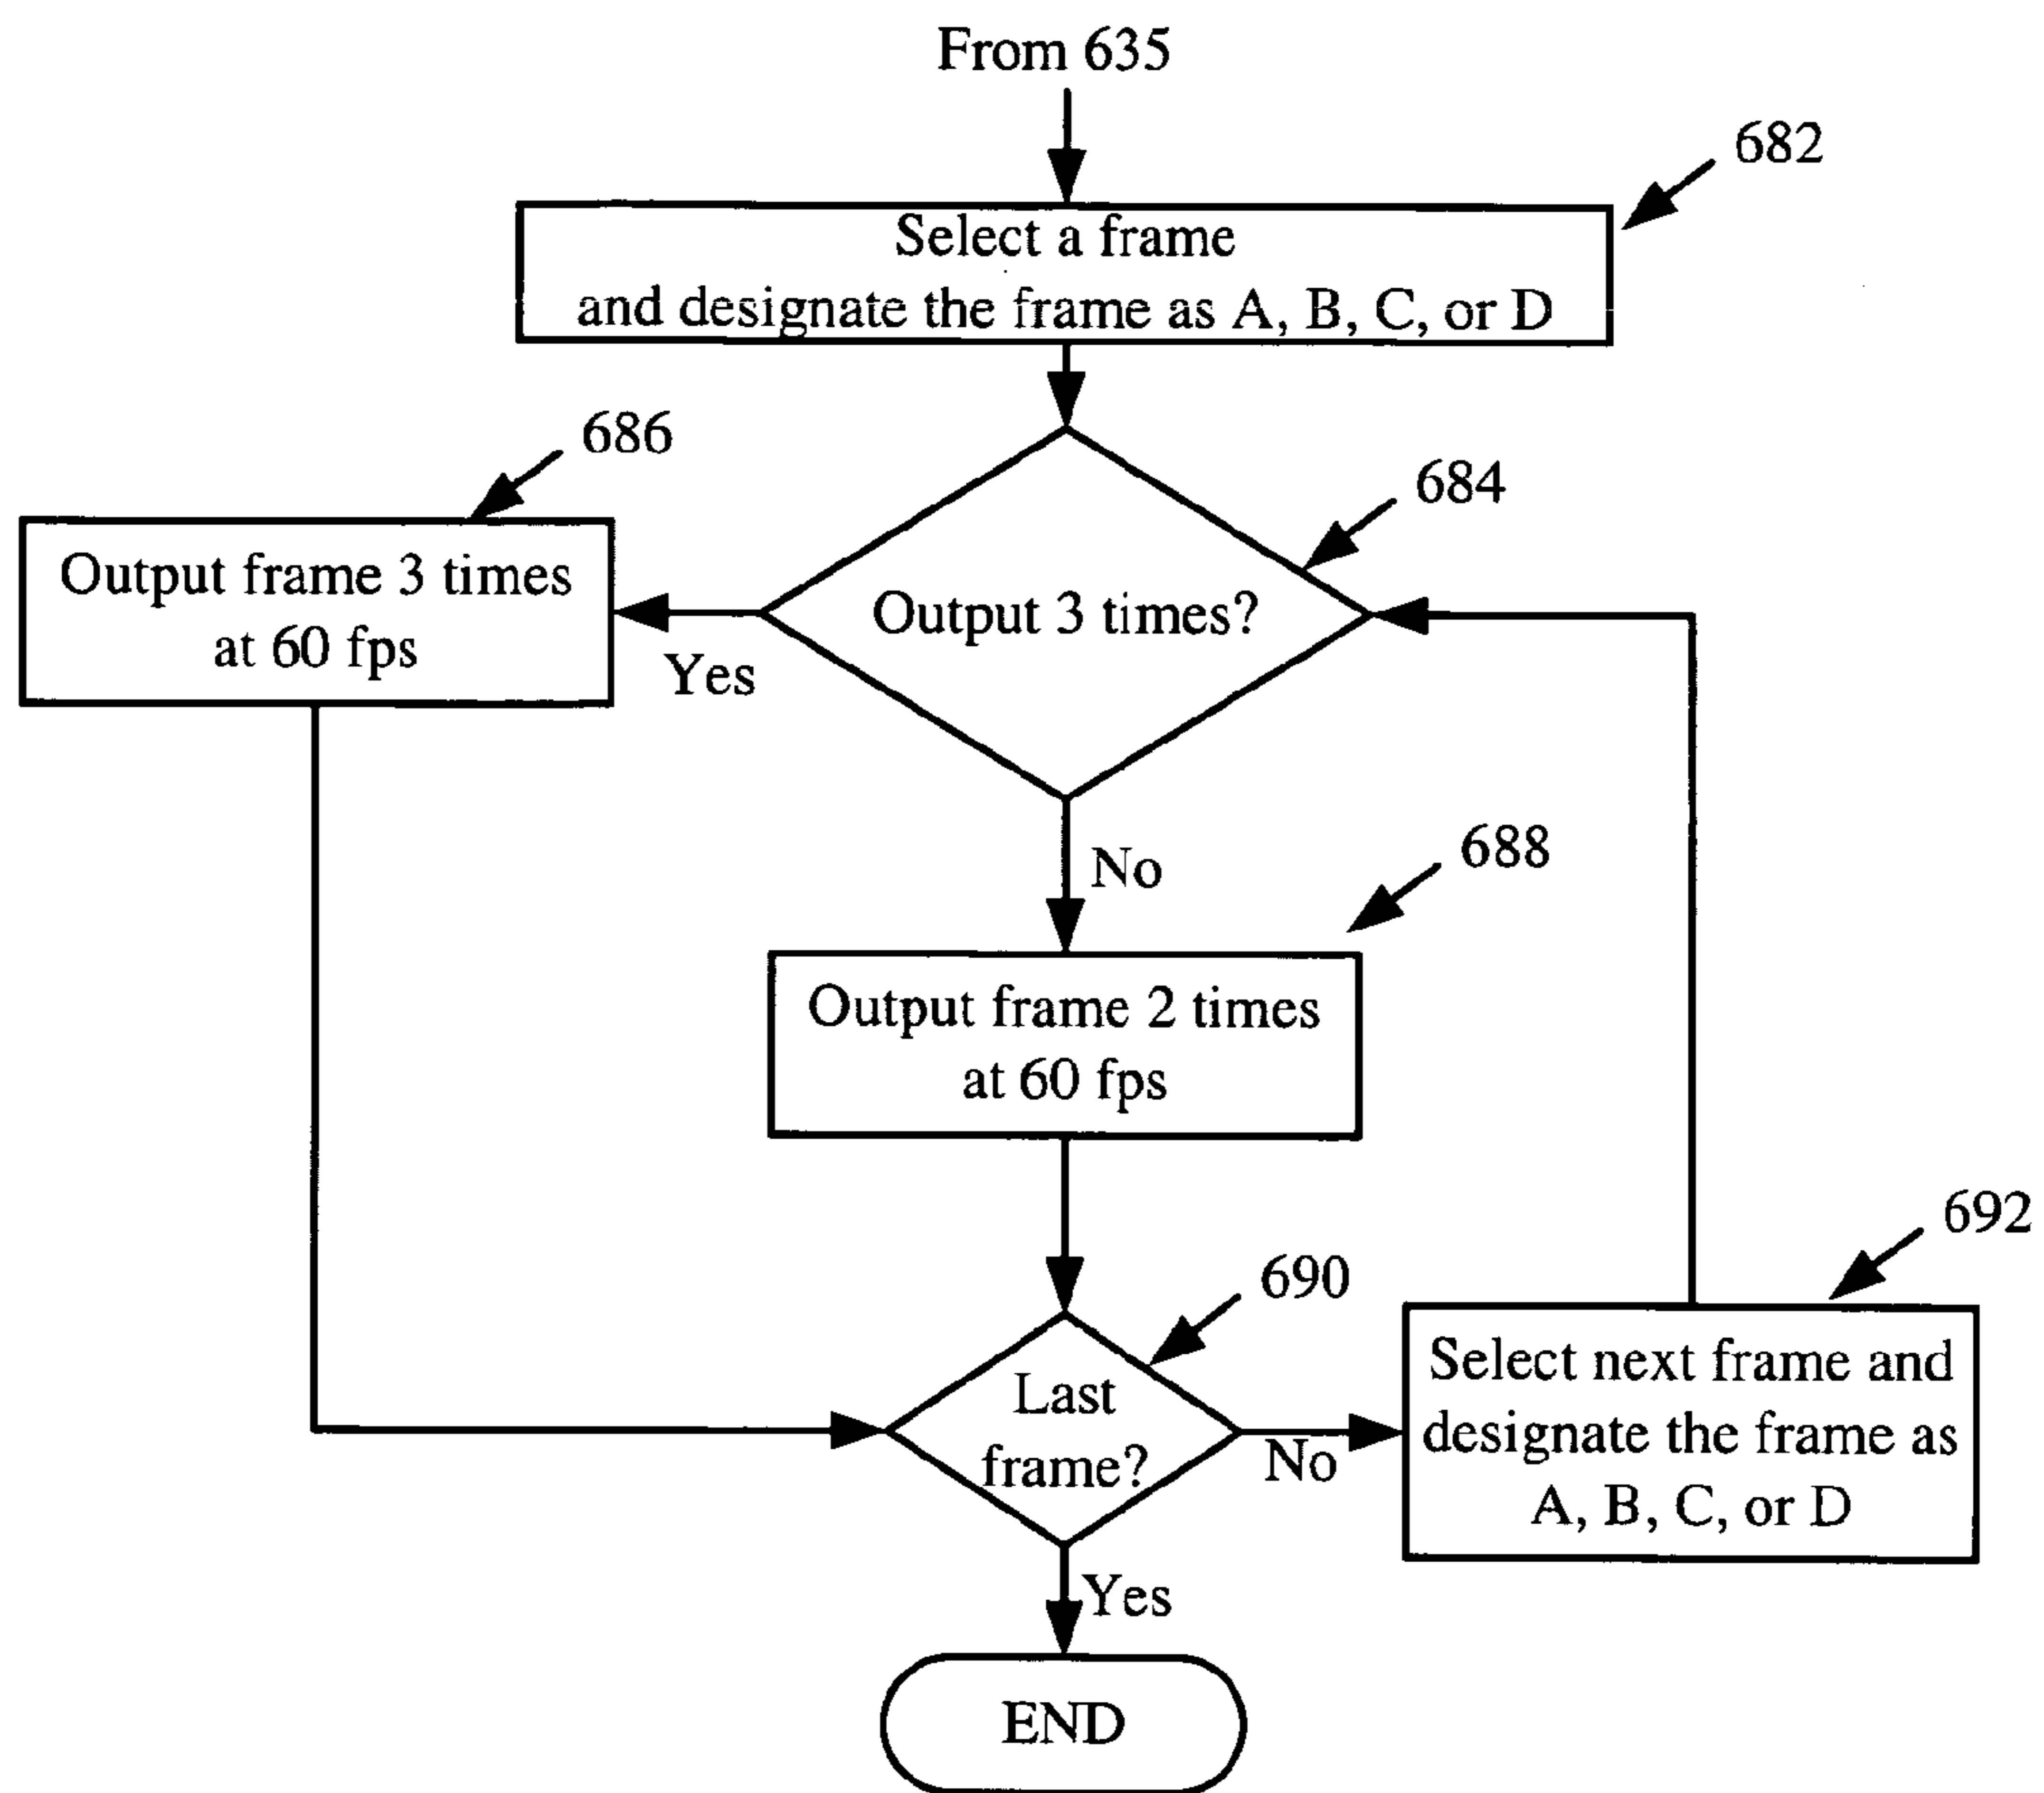 From 635
682
Select a frame
and designate the frame as A, B, C, or D
686
684
Output frame 3 times
at 60 fps
Output 3 times?
Yes
No
688
Output frame 2 times
at 60 fps
690
692
Last
frame?
No
Select next frame and
designate the frame as
A, B, C, or D
Yes
END